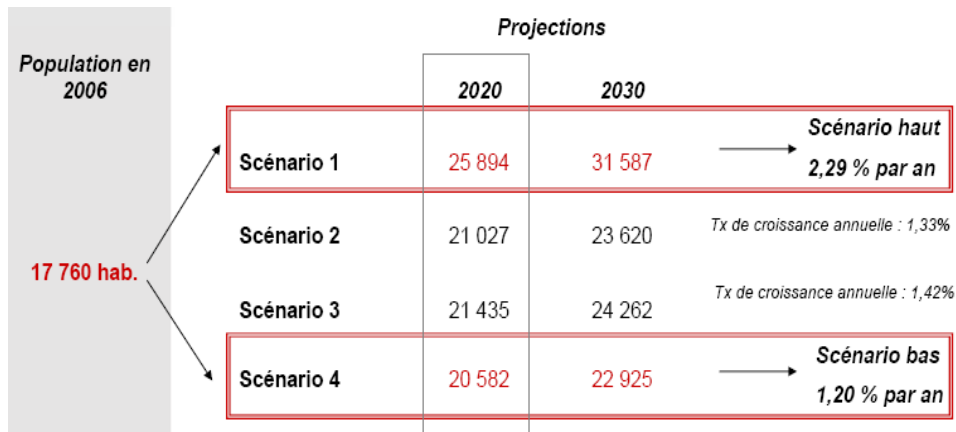 Projections
Population en
2006
2020 2030
Scénario haut
Scénario 1 25 894 31 587 2,29 % par an
Scénario 2 21 027 23 620 Tx de croissance annuelle : 1,33%
17 760 hab.
Scénario 3 21 435 24 262 Tx de croissance annuelle : 1,42%
Scénario bas
Scénario 4 20 582 22 925 1,20 % par an